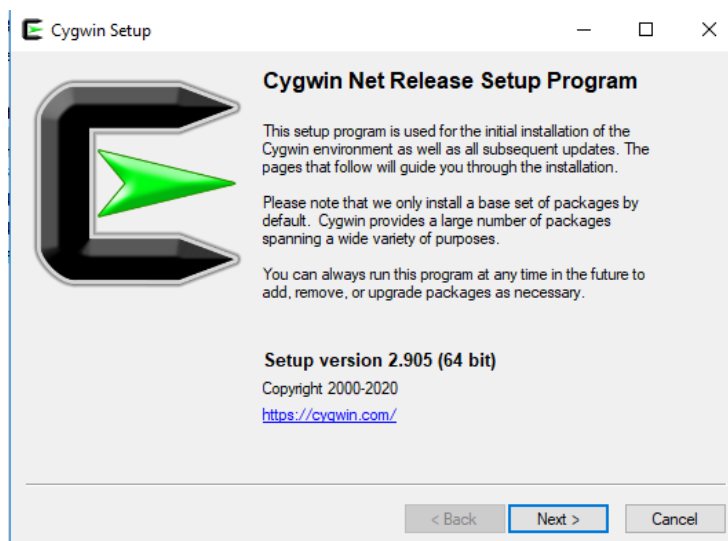 Cygwin Setup
Cygwin Net Release Setup Program
This setup program is used for the initial installation of the
Cygwin environment as well as all subsequent updates. The
pages that follow will guide you through the installation.
Please note that we only install a base set of packages by
default. Cygwin provides a large number of packages
spanning a wide variety of purposes.
You can always run this program at any time in the future to
add, remove, or upgrade packages as necessary.
Setup version 2.905 (64 bit)
Copyright 2000-2020
https://cygwin.com/
< Back
Next >
Cancel